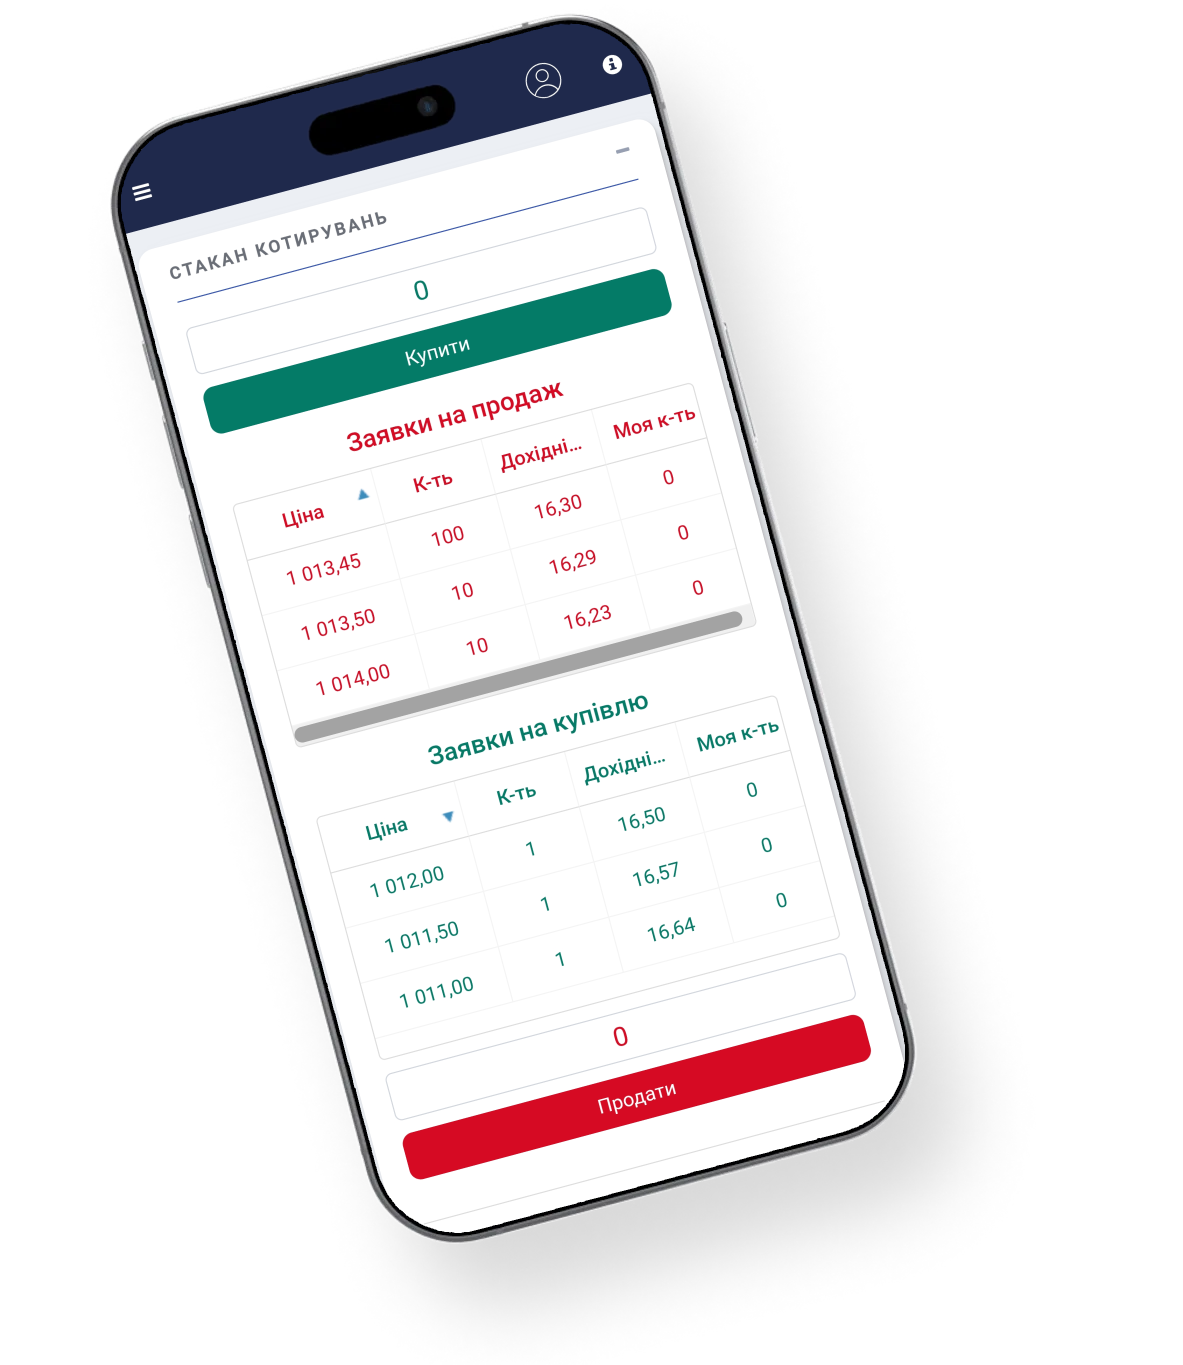 СТАКАН КОТИРУВАНЬ
0
Купити
Заявки на продаж
Ціна К-ть Дохідні... Моя к-ть
1 013,45 100 16,30 0
1 013,50 10 16,29 0
1 014,00 10 16,23 0
Заявки на купівлю
Ціна К-ть Дохідні... Моя к-ть
1 012,00 1 16,50 0
1 011,50 1 16,57 0
1 011,00 1 16,64 0
0
Продати